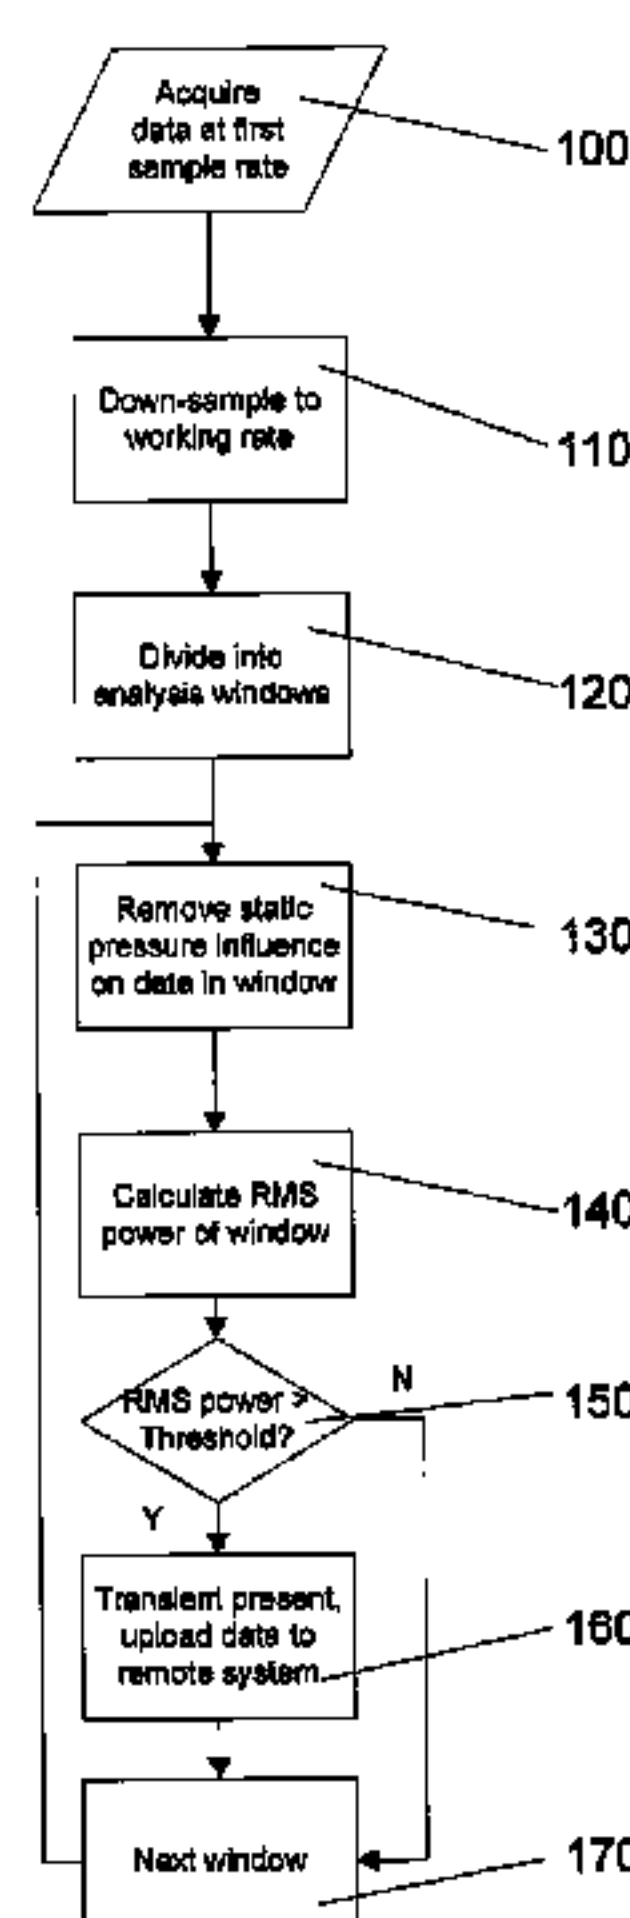 Acquire
data at first
sample rate
100
Down-sample to
working rate
110
Divide into
analysis windows
120
Remove static
pressure influence
on data in window
130
Calculate RMS
power of window
140
RMS power >
Threshold?
N
150
Y
Transient present,
upload data to
remote system
160
Next window
170